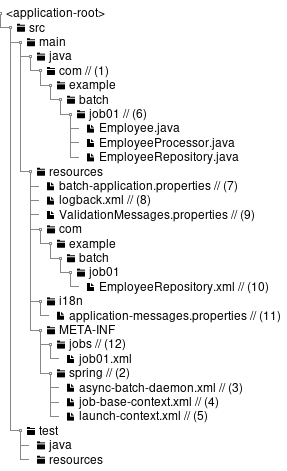 <application-root>
src
main
java
com // (1)
example
batch
job01 // (6)
Employee.java
EmployeeProcessor.java
EmployeeRepository.java
resources
batch-application.properties // (7)
logback.xml // (8)
ValidationMessages.properties // (9)
com
example
batch
job01
EmployeeRepository.xml // (10)
i18n
application-messages.properties // (11)
META-INF
jobs // (12)
job01.xml
spring // (2)
async-batch-daemon.xml // (3)
job-base-context.xml // (4)
launch-context.xml // (5)
test
java
resources